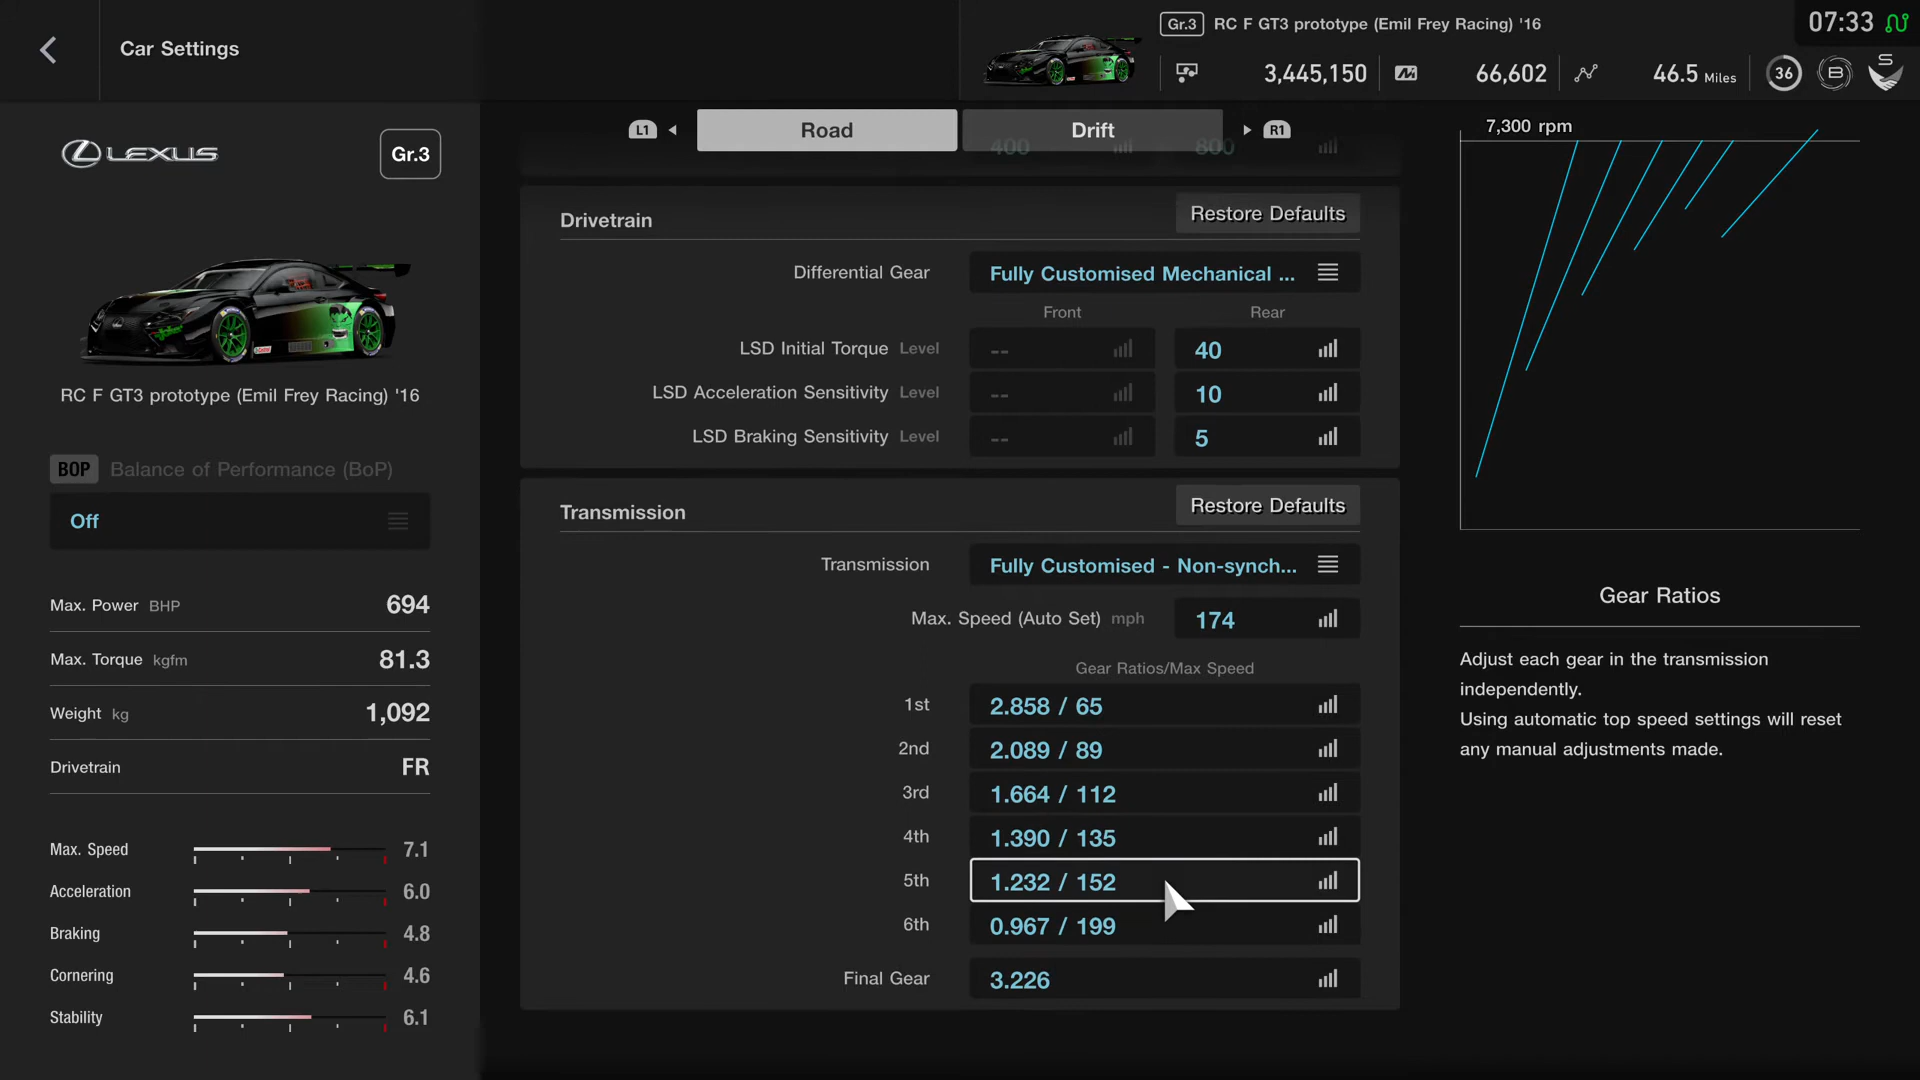 Car Settings
Gr.3 RC F GT3 prototype (Emil Frey Racing) '16
07:33
3,445,150
66,602
46.5 Miles
36
B
S
LEXUS
Gr.3
RC F GT3 prototype (Emil Frey Racing) '16
BOP Balance of Performance (BoP)
Off
Max. Power BHP 694
Max. Torque kgfm 81.3
Weight kg 1,092
Drivetrain FR
Max. Speed 7.1
Acceleration 6.0
Braking 4.8
Cornering 4.6
Stability 6.1
L1 Road Drift R1
400 800
Drivetrain Restore Defaults
Differential Gear Fully Customised Mechanical ...
Front Rear
LSD Initial Torque Level -- 40
LSD Acceleration Sensitivity Level -- 10
LSD Braking Sensitivity Level -- 5
Transmission Restore Defaults
Transmission Fully Customised - Non-synch...
Max. Speed (Auto Set) mph 174
Gear Ratios/Max Speed
1st 2.858 / 65
2nd 2.089 / 89
3rd 1.664 / 112
4th 1.390 / 135
5th 1.232 / 152
6th 0.967 / 199
Final Gear 3.226
7,300 rpm
Gear Ratios
Adjust each gear in the transmission
independently.
Using automatic top speed settings will reset
any manual adjustments made.